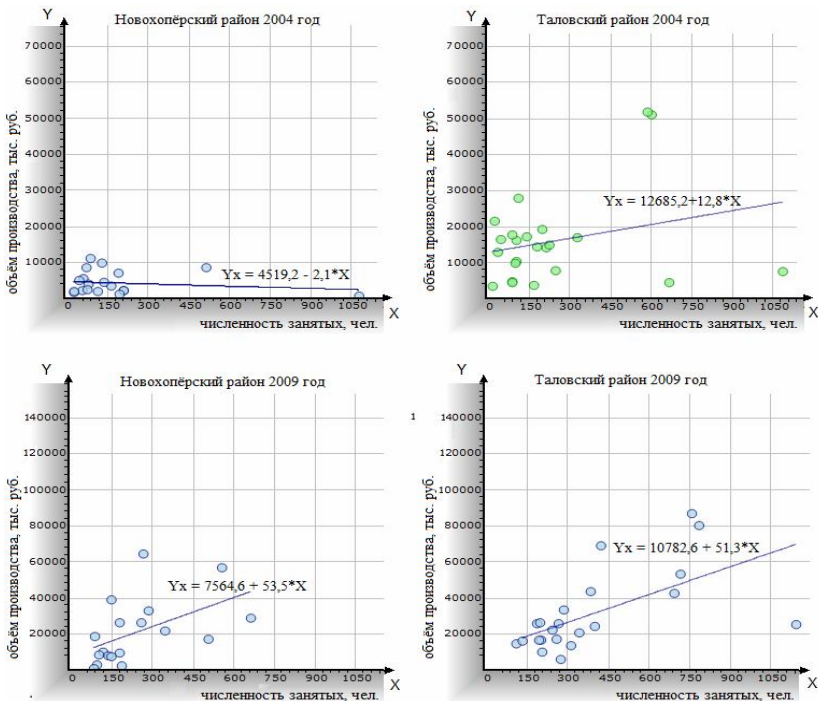 Y
Новохопёрский район 2004 год
70000
60000
50000
40000
30000
20000
10000
объём производства, тыс. руб.
Yx = 4519,2 - 2,1*X
0 150 300 450 600 750 900 1050
X
численность занятых, чел.
Y
Таловский район 2004 год
70000
60000
50000
40000
30000
20000
10000
объём производства, тыс. руб.
Yx = 12685,2+12,8*X
0 150 300 450 600 750 900 1050
X
численность занятых, чел.
Y
Новохопёрский район 2009 год
140000
120000
100000
80000
60000
40000
20000
объём производства, тыс. руб.
Yx = 7564,6 + 53,5*X
0 150 300 450 600 750 900 1050
X
численность занятых, чел.
Y
Таловский район 2009 год
1
140000
120000
100000
80000
60000
40000
20000
объём производства, тыс. руб.
Yx = 10782,6 + 51,3*X
0 150 300 450 600 750 900 1050
X
численность занятых, чел.